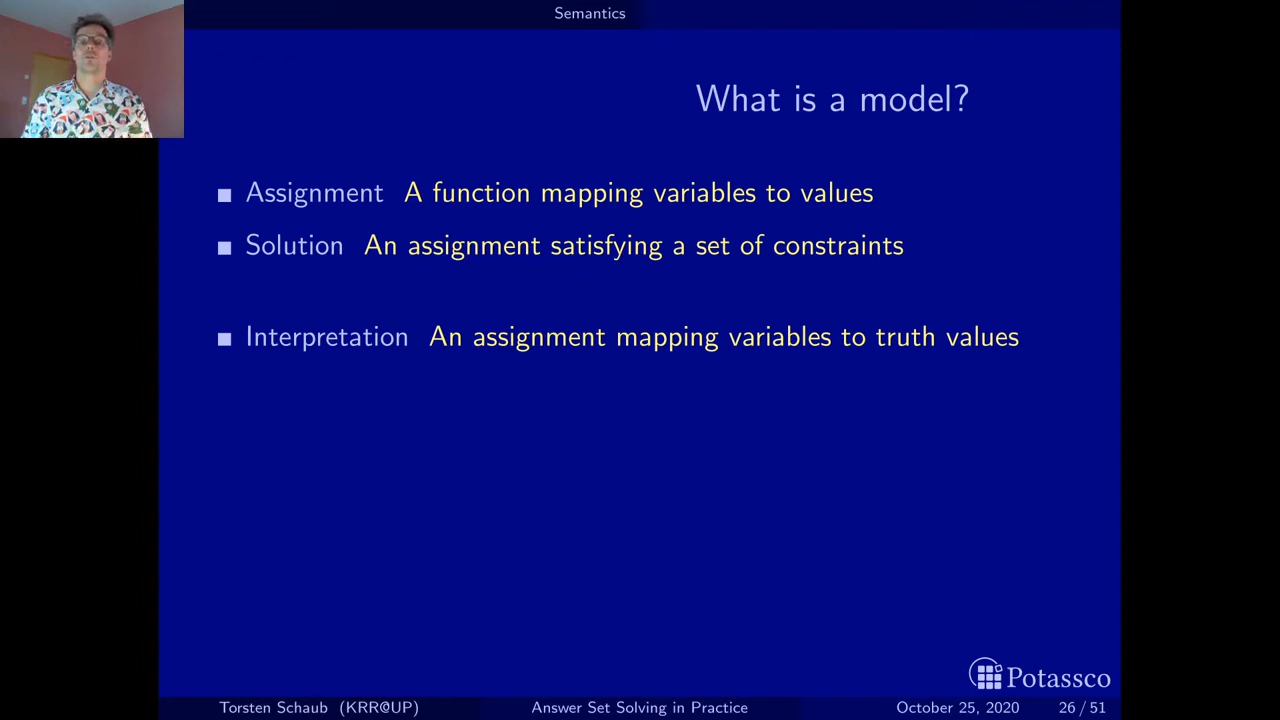 Semantics
What is a model?
Assignment A function mapping variables to values
Solution An assignment satisfying a set of constraints
Interpretation An assignment mapping variables to truth values
Potassco
Torsten Schaub (KRR@UP) Answer Set Solving in Practice October 25, 2020 26 / 51